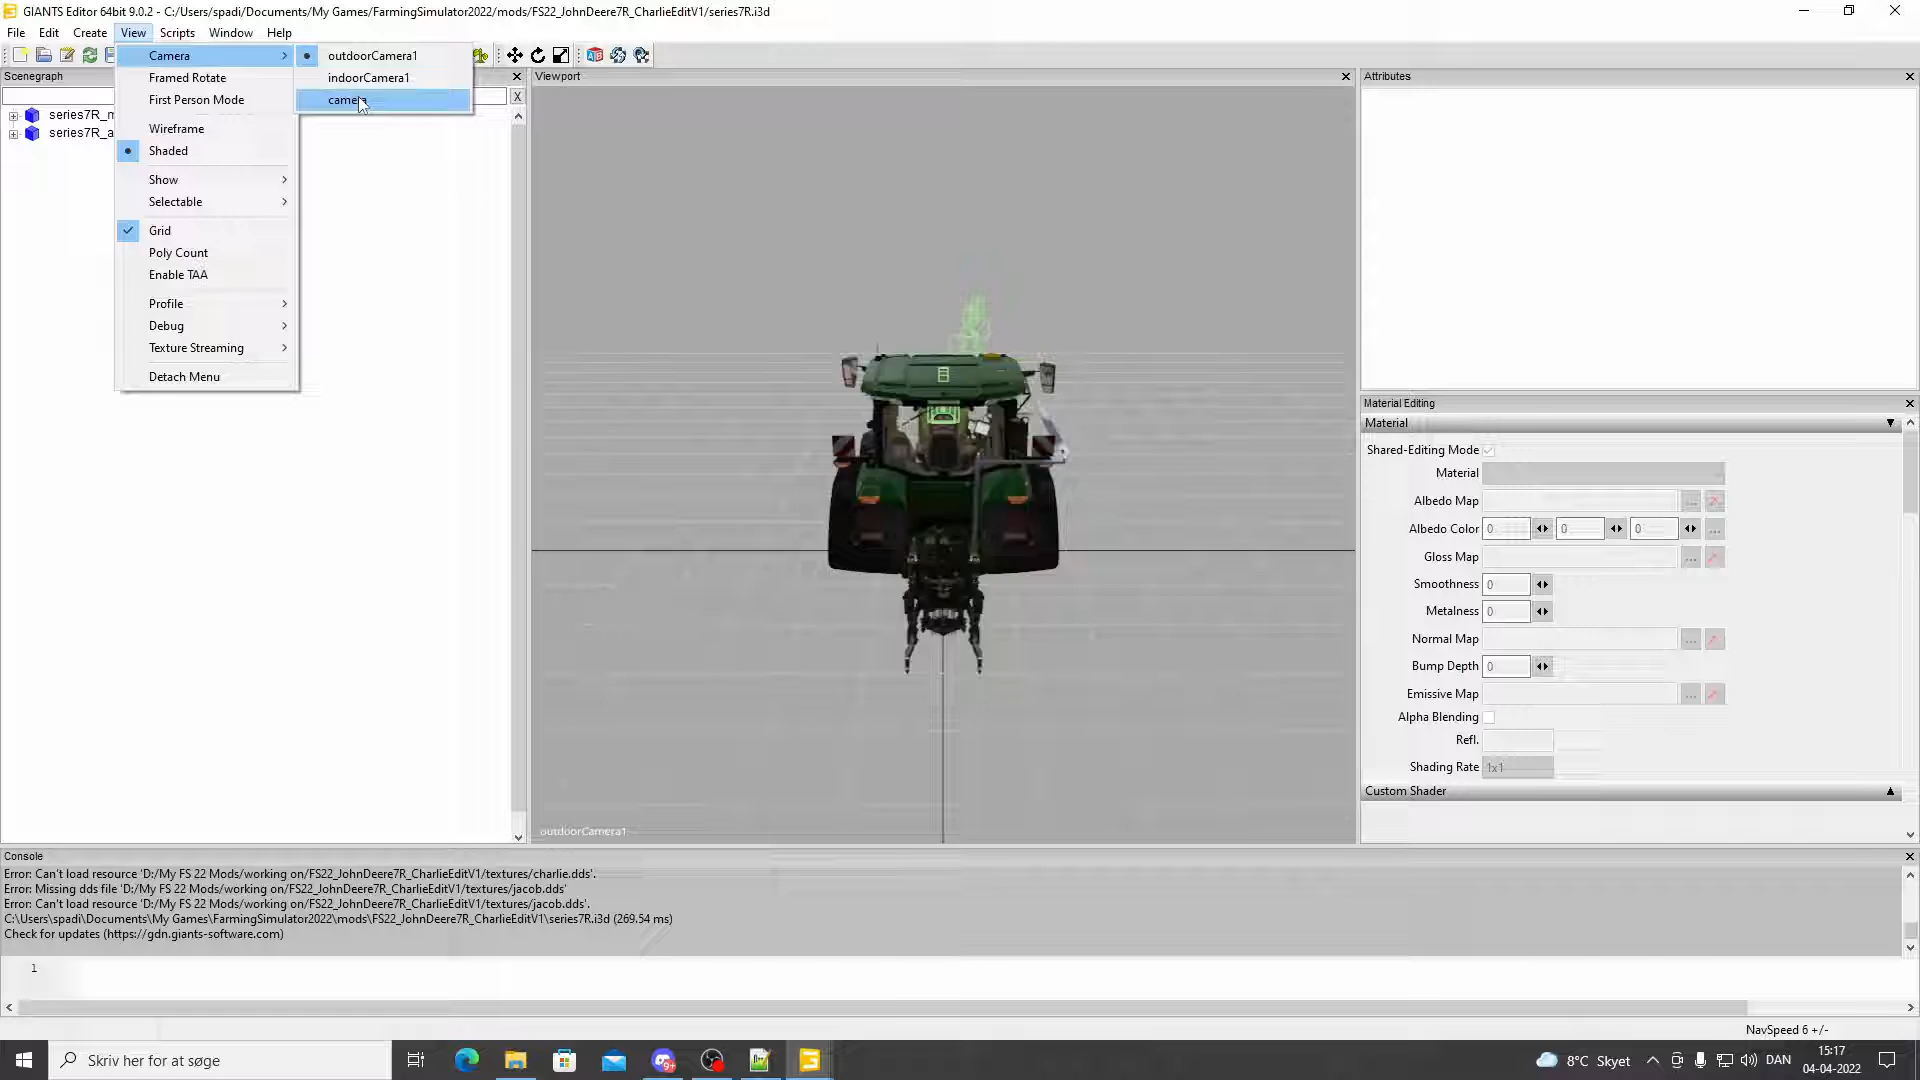 GIANTS Editor 64bit 9.0.2 - C:/Users/spadi/Documents/My Games/FarmingSimulator2022/mods/FS22_JohnDeere7R_CharlieEditV1/series7R.i3d
File Edit Create View Scripts Window Help
Scenegraph
Viewport
Attributes
Camera
Framed Rotate
First Person Mode
Wireframe
Shaded
Show
Selectable
Grid
Poly Count
Enable TAA
Profile
Debug
Texture Streaming
Detach Menu
outdoorCamera1
indoorCamera1
camera
X
series7R_m
series7R_a
outdoorCamera1
Material Editing
Material
Shared-Editing Mode
Material
Albedo Map ...
Albedo Color 0 0 0 ...
Gloss Map ...
Smoothness 0
Metalness 0
Normal Map ...
Bump Depth 0
Emissive Map ...
Alpha Blending
Refl.
Shading Rate 1x1
Custom Shader
Console
Error: Can't load resource 'D:/My FS 22 Mods/working on/FS22_JohnDeere7R_CharlieEditV1/textures/charlie.dds'.
Error: Missing dds file 'D:/My FS 22 Mods/working on/FS22_JohnDeere7R_CharlieEditV1/textures/jacob.dds'
Error: Can't load resource 'D:/My FS 22 Mods/working on/FS22_JohnDeere7R_CharlieEditV1/textures/jacob.dds'.
C:\Users\spadi\Documents\My Games\FarmingSimulator2022\mods\FS22_JohnDeere7R_CharlieEditV1\series7R.i3d (269.54 ms)
Check for updates (https://gdn.giants-software.com)
1
NavSpeed 6 +/-
Skriv her for at søge
9+
8°C Skyet
DAN
15:17
04-04-2022